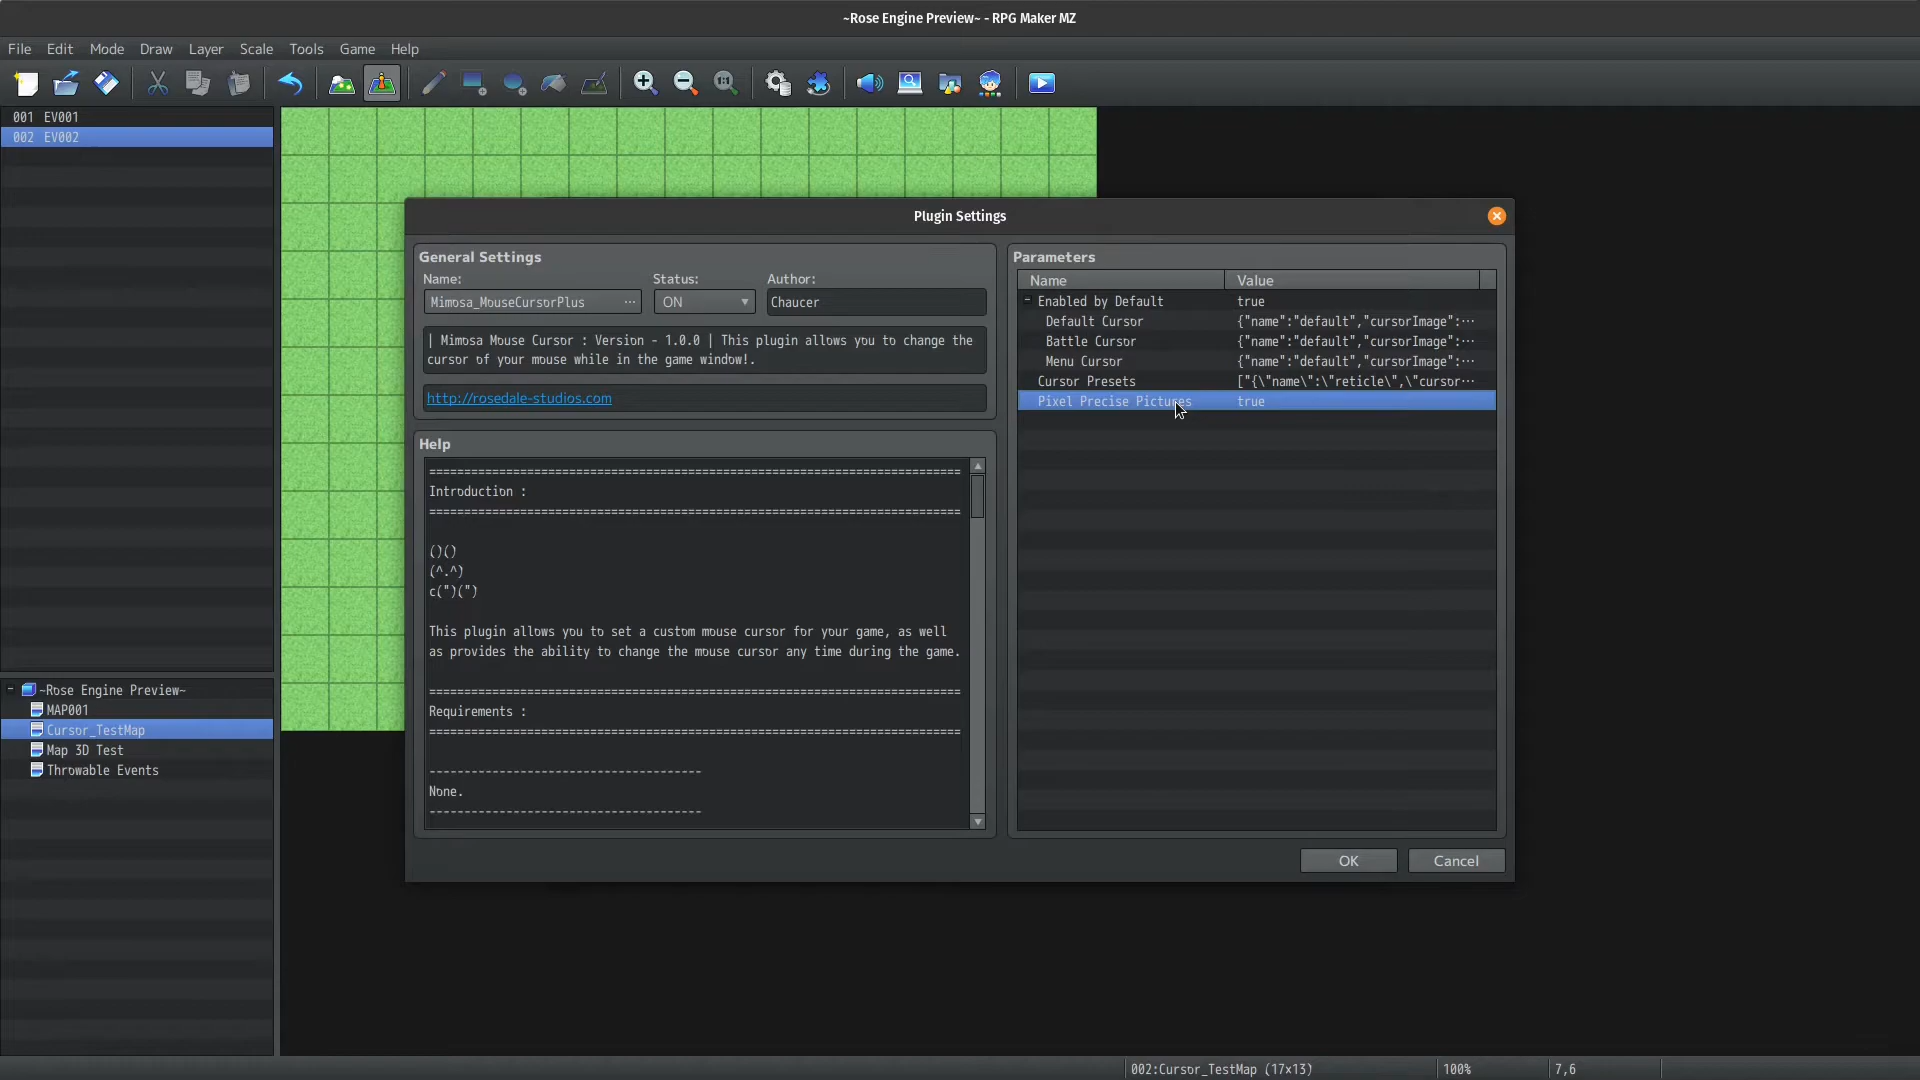 ~Rose Engine Preview~ - RPG Maker MZ
File Edit Mode Draw Layer Scale Tools Game Help
1:1
001 EV001
002 EV002
Plugin Settings
General Settings
Name: Status: Author:
Mimosa_MouseCursorPlus ··· ON Chaucer
| Mimosa Mouse Cursor : Version - 1.0.0 | This plugin allows you to change the
cursor of your mouse while in the game window!.
http://rosedale-studios.com
Help
============================================================================
Introduction :
============================================================================
()()
(^.^)
c(")(")
This plugin allows you to set a custom mouse cursor for your game, as well
as provides the ability to change the mouse cursor any time during the game.
============================================================================
Requirements :
============================================================================
---------------------------------------
None.
---------------------------------------
Parameters
Name Value
Enabled by Default true
Default Cursor {"name":"default","cursorImage":···
Battle Cursor {"name":"default","cursorImage":···
Menu Cursor {"name":"default","cursorImage":···
Cursor Presets ["{\"name\":\"reticle\",\"cursor···
Pixel Precise Pictures true
OK Cancel
~Rose Engine Preview~
MAP001
Cursor_TestMap
Map 3D Test
Throwable Events
002:Cursor_TestMap (17×13) 100% 7,6